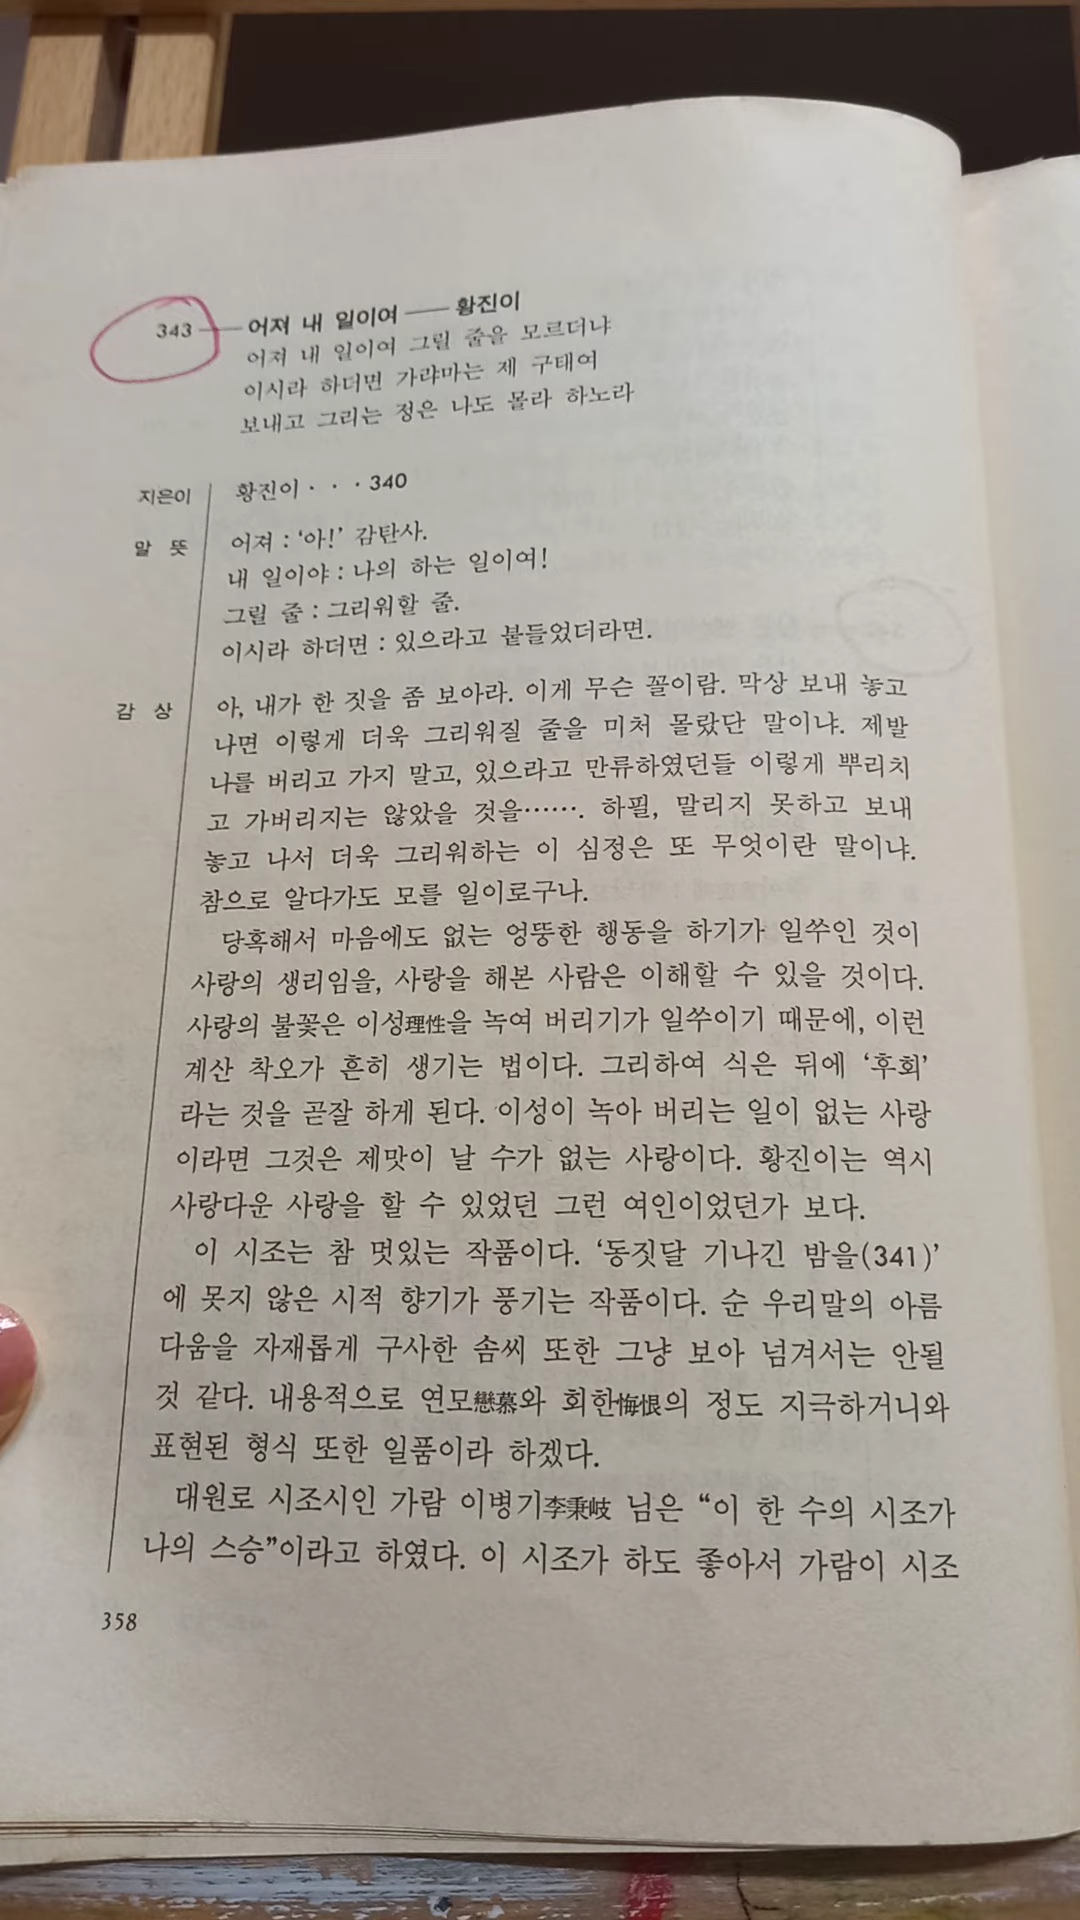 343 — 어져 내 일이여 — 황진이
어져 내 일이여 그릴 줄을 모르더냐
이시라 하더면 가랴마는 제 구태여
보내고 그리는 정은 나도 몰라 하노라
지은이 황진이 · · · 340
말 뜻 어져 : ‘아!’ 감탄사.
내 일이야 : 나의 하는 일이여!
그릴 줄 : 그리워할 줄.
이시라 하더면 : 있으라고 붙들었더라면.
감 상 아, 내가 한 짓을 좀 보아라. 이게 무슨 꼴이람. 막상 보내 놓고
나면 이렇게 더욱 그리워질 줄을 미처 몰랐단 말이냐. 제발
나를 버리고 가지 말고, 있으라고 만류하였던들 이렇게 뿌리치
고 가버리지는 않았을 것을……. 하필, 말리지 못하고 보내
놓고 나서 더욱 그리워하는 이 심정은 또 무엇이란 말이냐.
참으로 알다가도 모를 일이로구나.
당혹해서 마음에도 없는 엉뚱한 행동을 하기가 일쑤인 것이
사랑의 생리임을, 사랑을 해본 사람은 이해할 수 있을 것이다.
사랑의 불꽃은 이성理性을 녹여 버리기가 일쑤이기 때문에, 이런
계산 착오가 흔히 생기는 법이다. 그리하여 식은 뒤에 ‘후회’
라는 것을 곧잘 하게 된다. 이성이 녹아 버리는 일이 없는 사랑
이라면 그것은 제맛이 날 수가 없는 사랑이다. 황진이는 역시
사랑다운 사랑을 할 수 있었던 그런 여인이었던가 보다.
이 시조는 참 멋있는 작품이다. ‘동짓달 기나긴 밤을(341)’
에 못지 않은 시적 향기가 풍기는 작품이다. 순 우리말의 아름
다움을 자재롭게 구사한 솜씨 또한 그냥 보아 넘겨서는 안될
것 같다. 내용적으로 연모戀慕와 회한悔恨의 정도 지극하거니와
표현된 형식 또한 일품이라 하겠다.
대원로 시조시인 가람 이병기李秉岐 님은 “이 한 수의 시조가
나의 스승”이라고 하였다. 이 시조가 하도 좋아서 가람이 시조
358